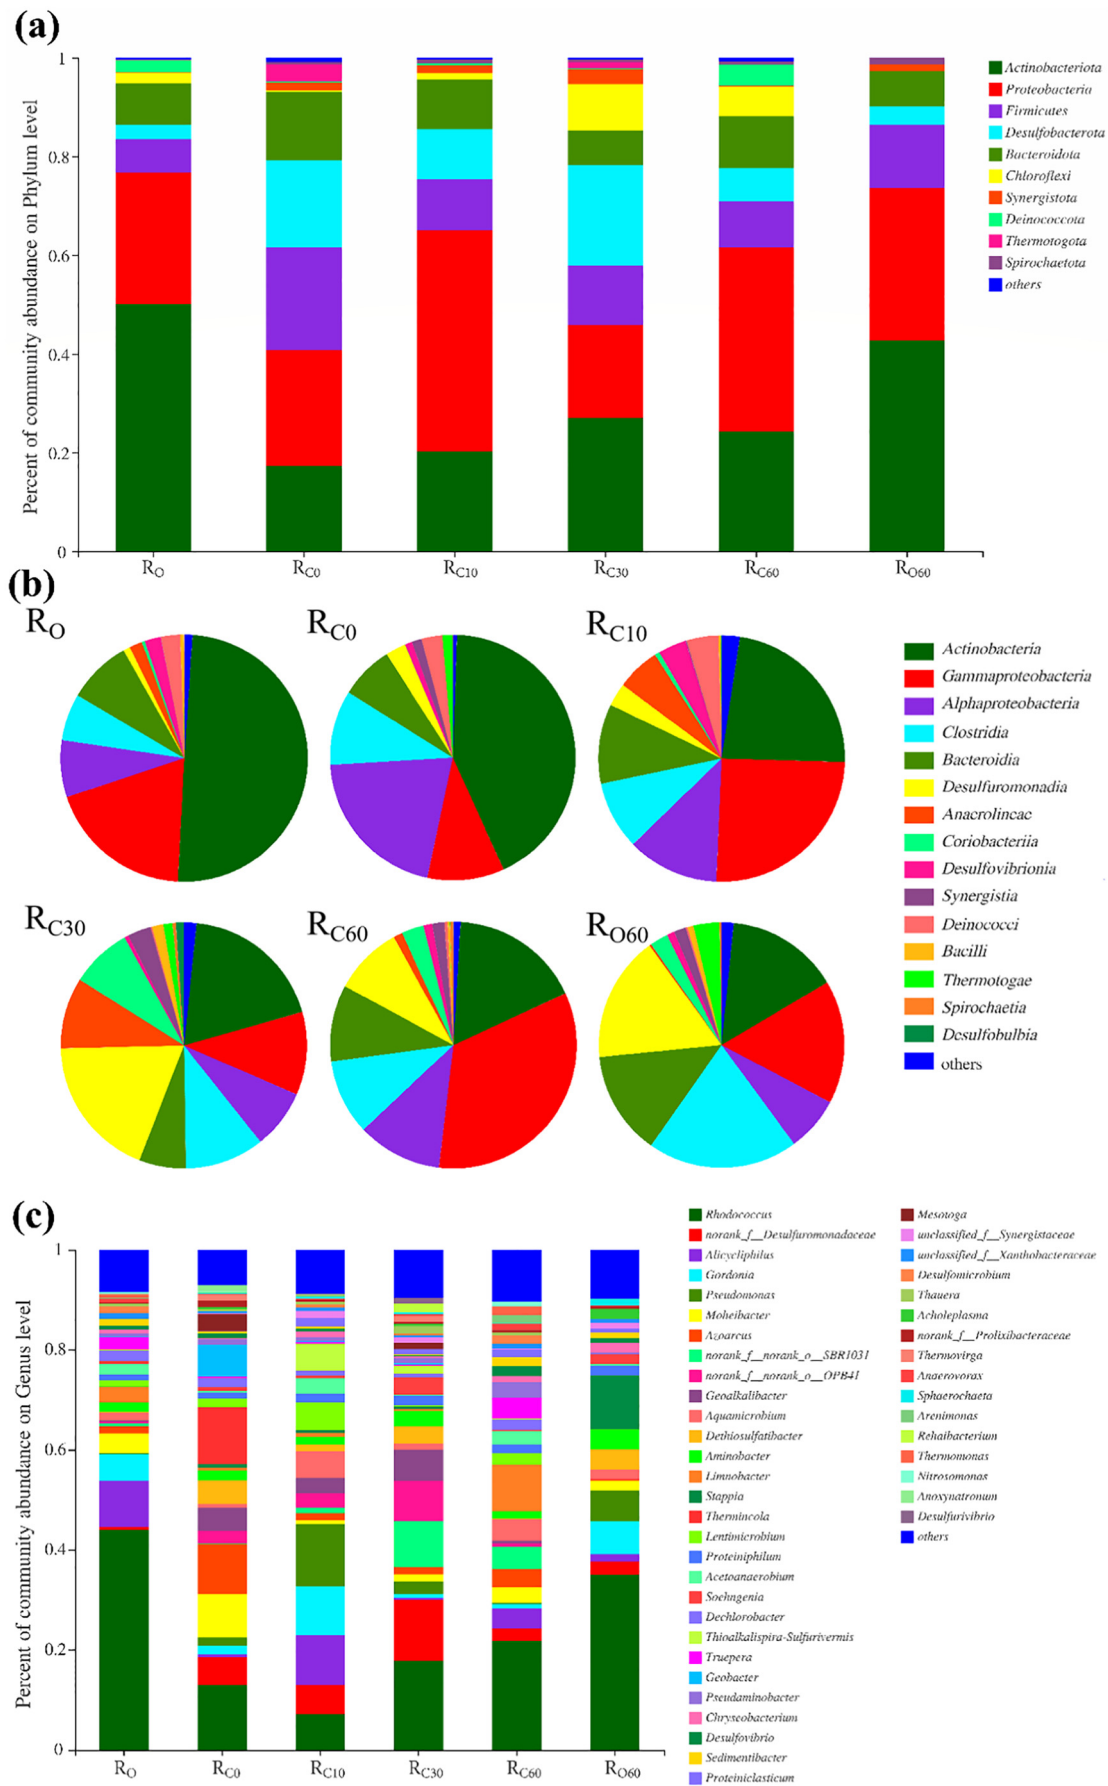 (a)
Percent of community abundance on Phylum level
1
0.8
0.6
0.4
0.2
0
RO
RC0
RC10
RC30
RC60
RO60
Actinobacteriota
Proteobacteria
Firmicutes
Desulfobacterota
Bacteroidota
Chloroflexi
Synergistota
Deinococcota
Thermotogota
Spirochaetota
others
(b)
RO
RC0
RC10
RC30
RC60
RO60
Actinobacteria
Gammaproteobacteria
Alphaproteobacteria
Clostridia
Bacteroidia
Desulfuromonadia
Anaerolineae
Coriobacteriia
Desulfovibrionia
Synergistia
Deinococci
Bacilli
Thermotogae
Spirochaetia
Desulfobulbia
others
(c)
Percent of community abundance on Genus level
1
0.8
0.6
0.4
0.2
0
RO
RC0
RC10
RC30
RC60
RO60
Rhodococcus
norank_f__Desulfuromonadaceae
Alicycliphilus
Gordonia
Pseudomonas
Moheibacter
Azoarcus
norank_f__norank_o__SBR1031
norank_f__norank_o__OPB41
Geoalkalibacter
Aquamicrobium
Dethiosulfatibacter
Aminobacter
Limnobacter
Stappia
Thermincola
Lentimicrobium
Proteiniphilum
Acetoanaerobium
Soehngenia
Dechlorobacter
Thioalkalispira-Sulfurivermis
Truepera
Geobacter
Pseudaminobacter
Chryseobacterium
Desulfovibrio
Sedimentibacter
Proteiniclasticum
Mesotoga
unclassified_f__Synergistaceae
unclassified_f__Xanthobacteraceae
Desulfomicrobium
Thauera
Acholeplasma
norank_f__Prolixibacteraceae
Thermovirga
Anaerovorax
Sphaerochaeta
Arenimonas
Rehaibacterium
Thermomonas
Nitrosomonas
Anoxynatronum
Desulfurivibrio
others